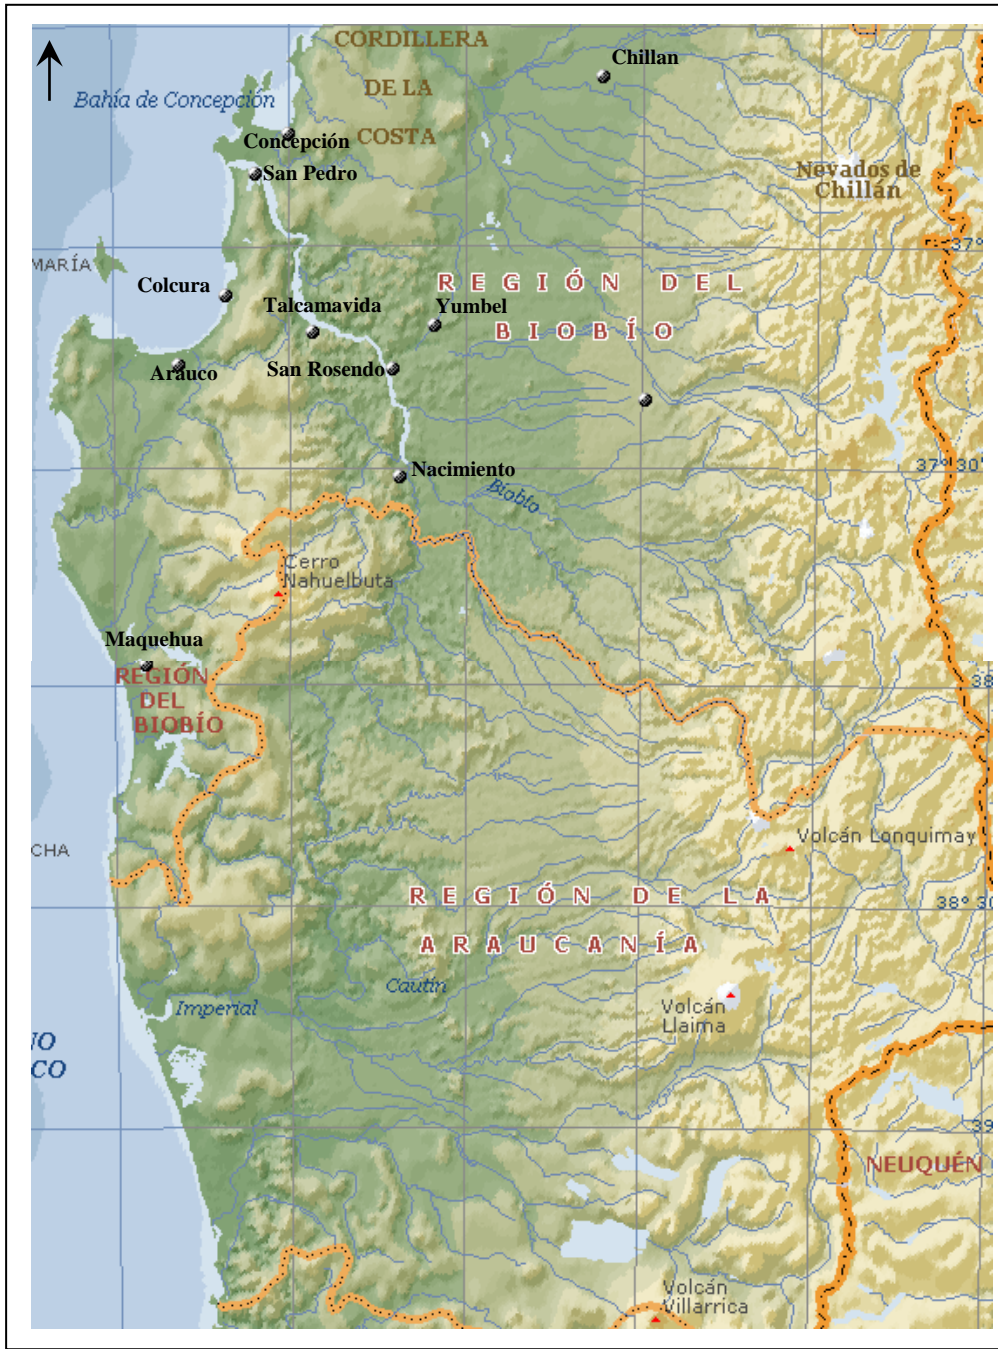 CORDILLERA
DE LA
COSTA
Chillan
Bahía de Concepción
Concepción
San Pedro
Nevados de
Chillán
37°
MARÍA
Colcura
REGIÓN DEL
BIOBÍO
Talcamavida
Yumbel
Arauco
San Rosendo
37° 30'
Nacimiento
Biobío
Cerro
Nahuelbuta
Maquehua
REGIÓN
DEL
BIOBÍO
38
CHA
Volcán Lonquimay
REGIÓN DE LA
ARAUCANÍA
38° 30
Cautín
Imperial
Volcán
Llaima
NO
CO
39
NEUQUÉN
Volcán
Villarrica